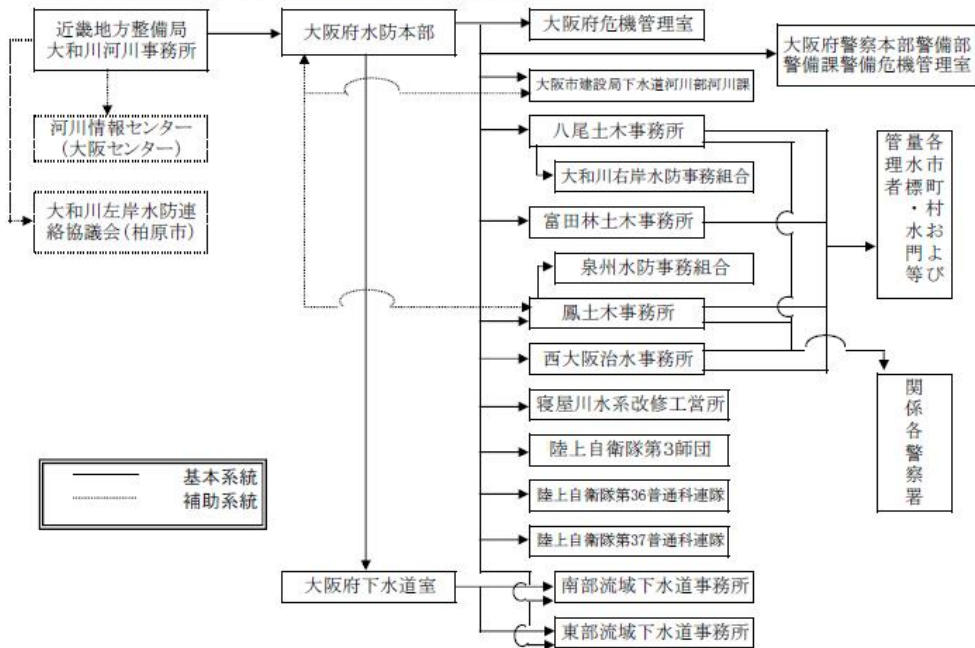 近畿地方整備局
大和川河川事務所
大阪府水防本部
大阪府危機管理室
大阪府警察本部警備部
警備課警備危機管理室
大阪市建設局下水道河川部河川課
河川情報センター
(大阪センター)
八尾土木事務所
大和川右岸水防事務組合
各市町村および
量水標・水門等
管理者
大和川左岸水防連
絡協議会(柏原市)
富田林土木事務所
泉州水防事務組合
鳳土木事務所
西大阪治水事務所
関係各警察署
寝屋川水系改修工営所
陸上自衛隊第3師団
基本系統
補助系統
陸上自衛隊第36普通科連隊
陸上自衛隊第37普通科連隊
大阪府下水道室
南部流域下水道事務所
東部流域下水道事務所